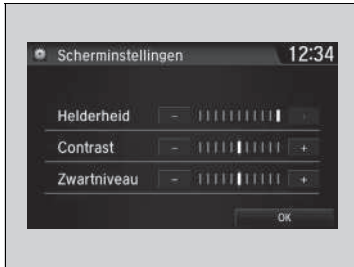 Scherminstellingen 12:34
Helderheid -
Contrast - +
Zwartniveau - +
OK